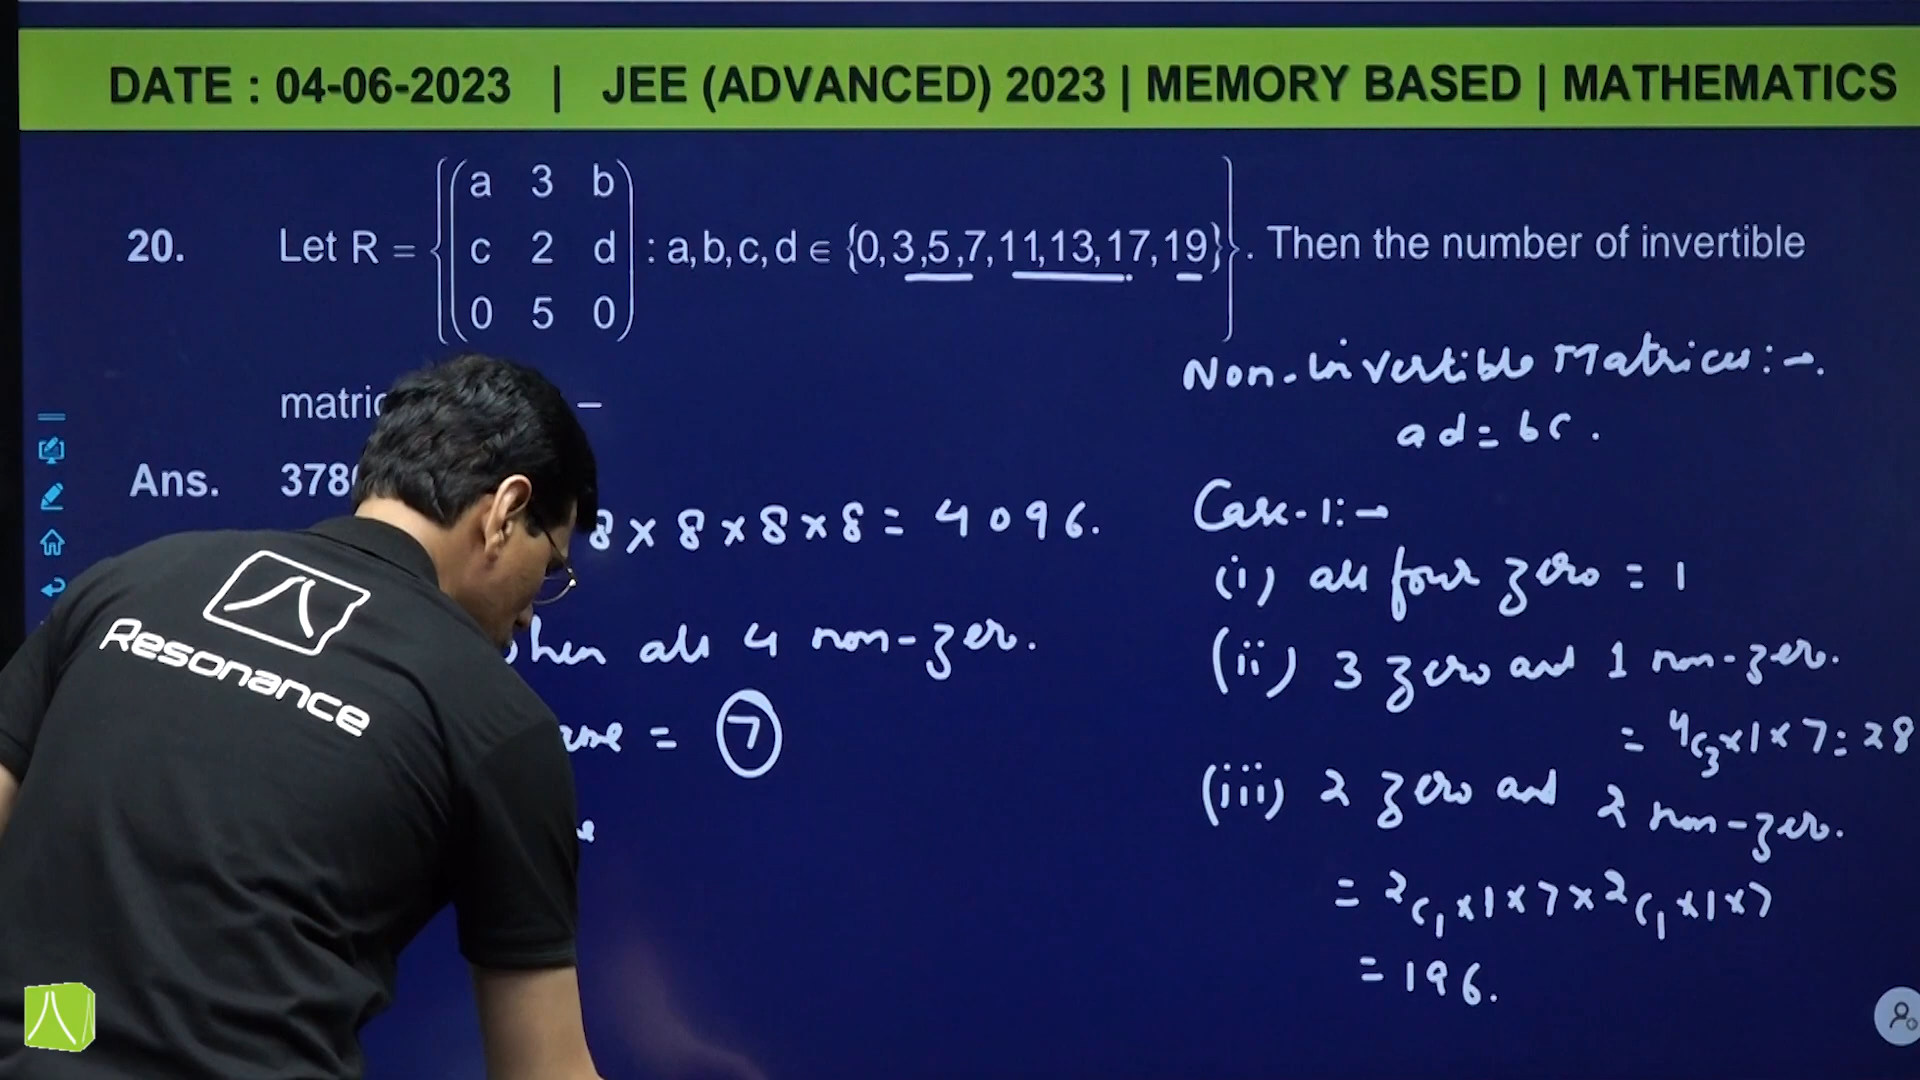 DATE : 04-06-2023 | JEE (ADVANCED) 2023 | MEMORY BASED | MATHEMATICS
20. Let R = {(a 3 b
c 2 d
0 5 0) : a,b,c,d ∈ {0,3,5,7,11,13,17,19}}. Then the number of invertible
matric –
Ans. 378
8 × 8 × 8 × 8 = 4096.
hen all 4 non-zero.
= 7
Non-invertible Matrices:-
ad = bc.
Case-1:-
(i) all four zero = 1
(ii) 3 zero and 1 non-zero.
= ⁴C₃×1×7=28
(iii) 2 zero and 2 non-zero.
= ²C₁×1×7×²C₁×1×7
= 196.
Resonance